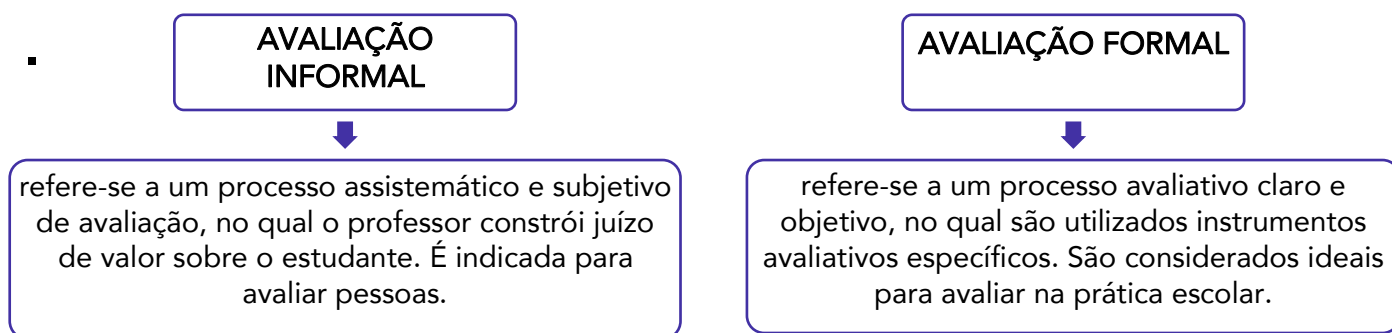 AVALIAÇÃO
INFORMAL
refere-se a um processo assistemático e subjetivo
de avaliação, no qual o professor constrói juízo
de valor sobre o estudante. É indicada para
avaliar pessoas.
AVALIAÇÃO FORMAL
refere-se a um processo avaliativo claro e
objetivo, no qual são utilizados instrumentos
avaliativos específicos. São considerados ideais
para avaliar na prática escolar.